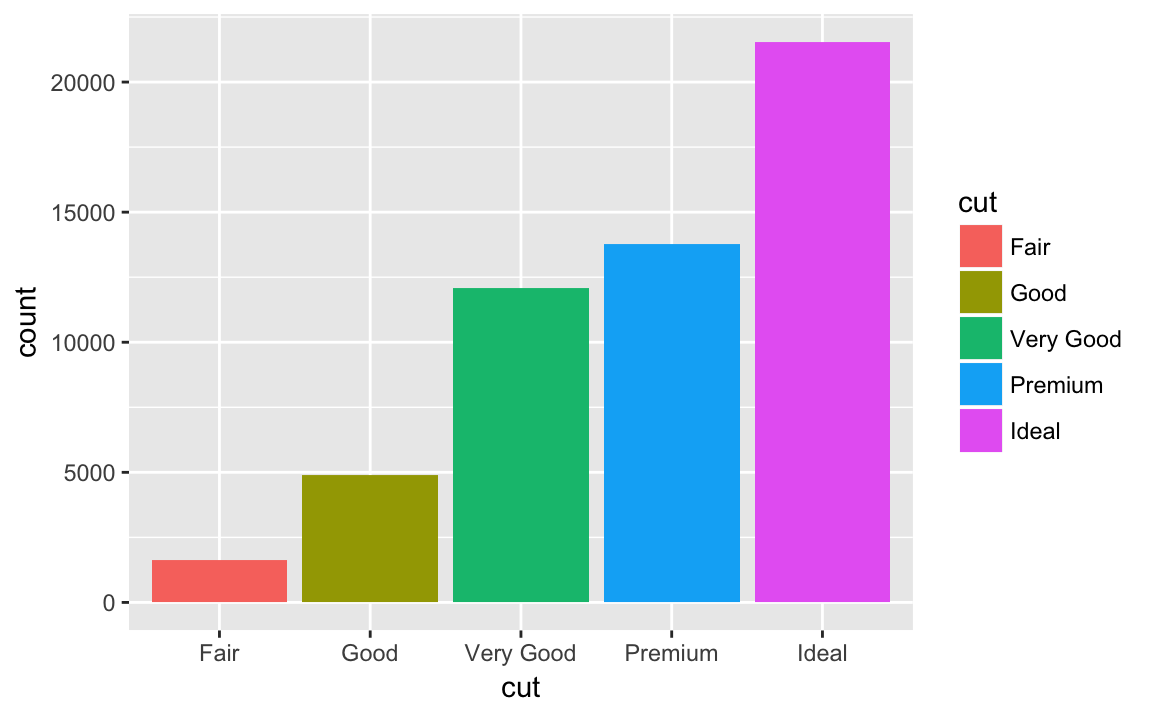 count
20000
15000
10000
5000
0
Fair Good Very Good Premium Ideal
cut
cut
Fair
Good
Very Good
Premium
Ideal